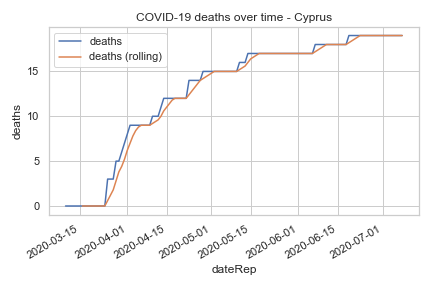 COVID-19 deaths over time - Cyprus
deaths
deaths (rolling)
deaths
15
10
5
0
2020-03-15
2020-04-01
2020-04-15
2020-05-01
2020-05-15
2020-06-01
2020-06-15
2020-07-01
dateRep